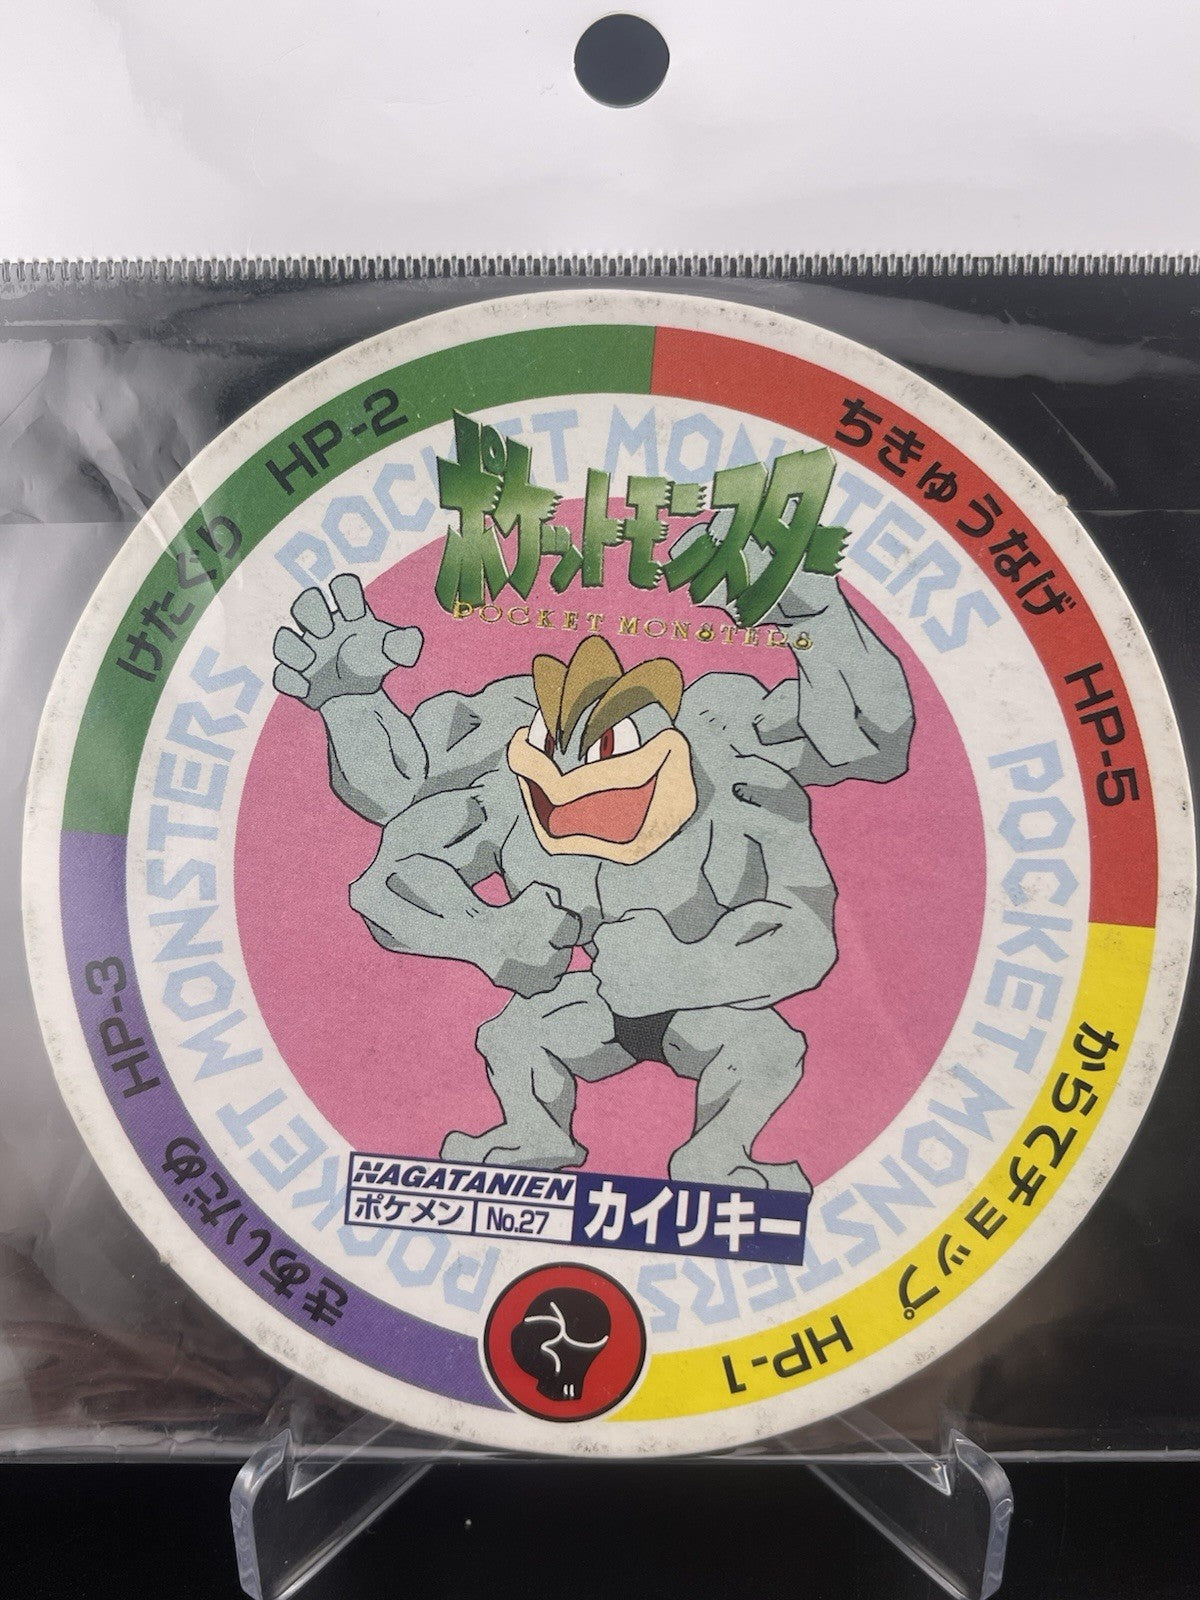 ポケットモンスター
POCKET MONSTERS
けたぐり HP-2
ちきゅうなげ HP-5
からてチョップ HP-1
きあいだめ HP-3
POCKET MONSTERS
POCKET MONSTERS
POCKET MONSTERS
NAGATANIEN
ポケメン No.27
カイリキー